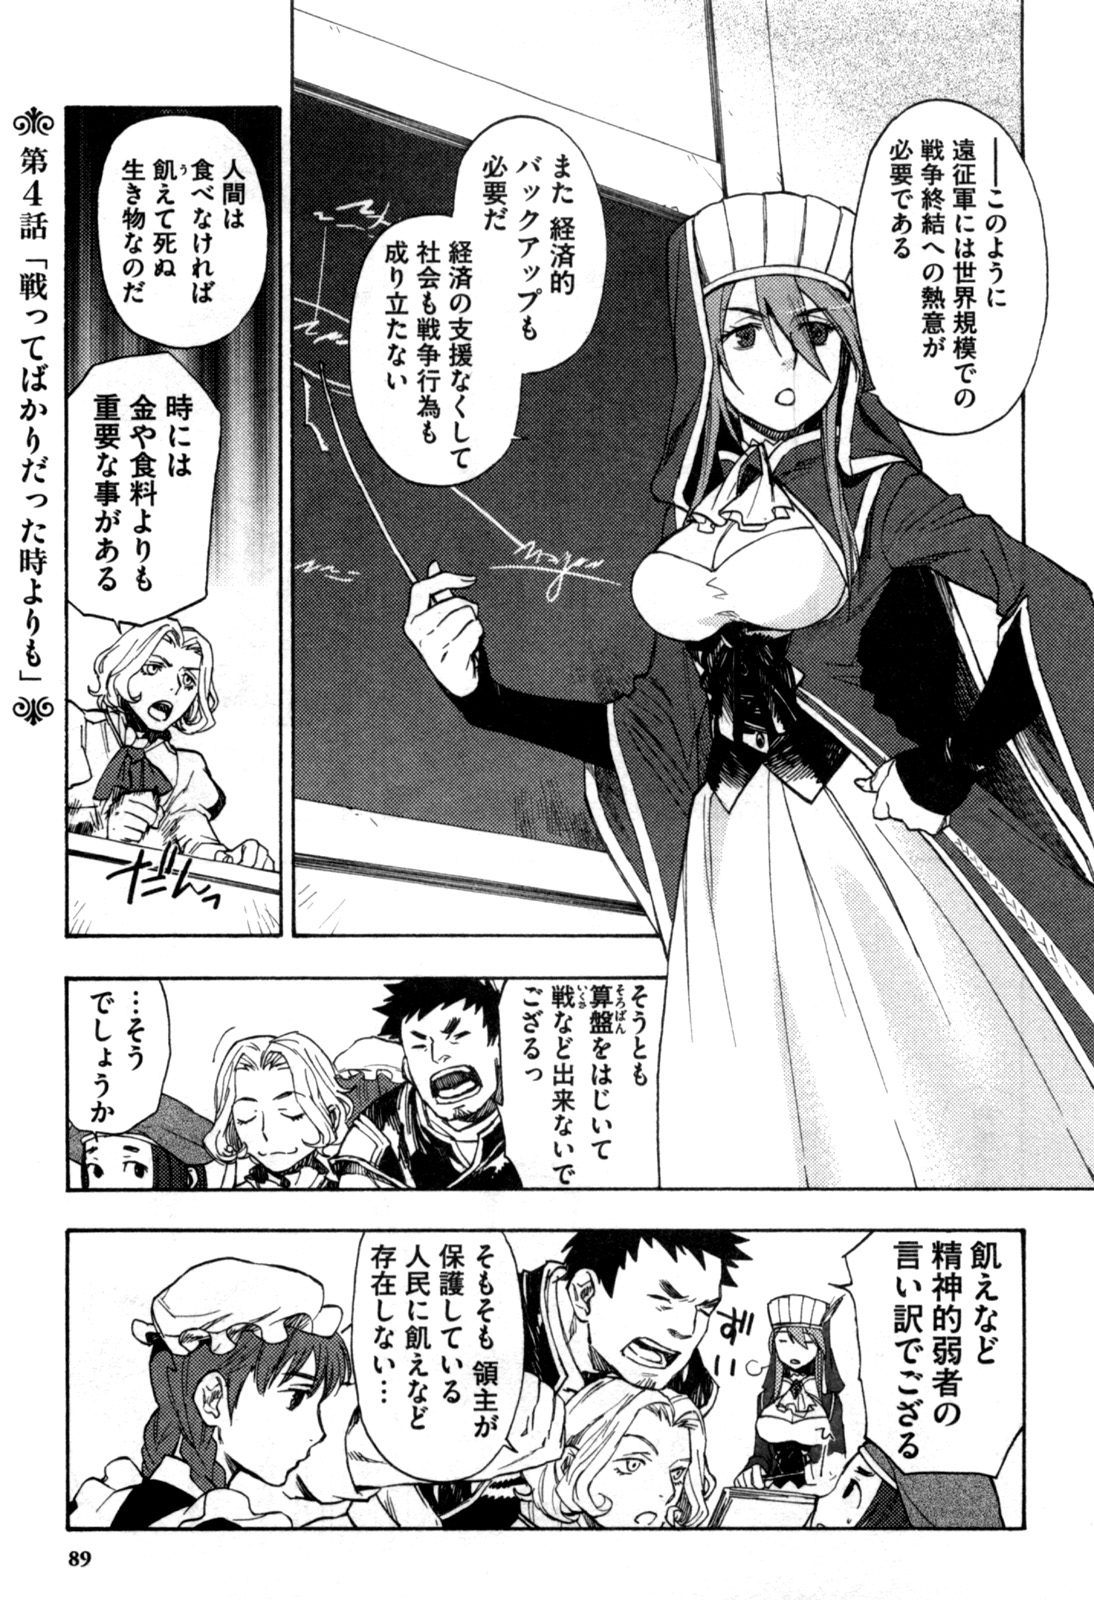 ――このように
遠征軍には世界規模での
戦争終結への熱意が
必要である
また 経済的
バックアップも
必要だ
経済の支援なくして
社会も戦争行為も
成り立たない
人間は
食べなければ
飢えて死ぬ
生き物なのだ
時には
金や食料よりも
重要な事がある
だんっ
第4話「戦ってばかりだった時よりも」
そうとも
算盤をはじいて
戦など出来ないで
ござるっ
…そう
でしょうか
飢えなど
精神的弱者の
言い訳でござる
そもそも 領主が
保護している
人民に飢えなど
存在しない…
89